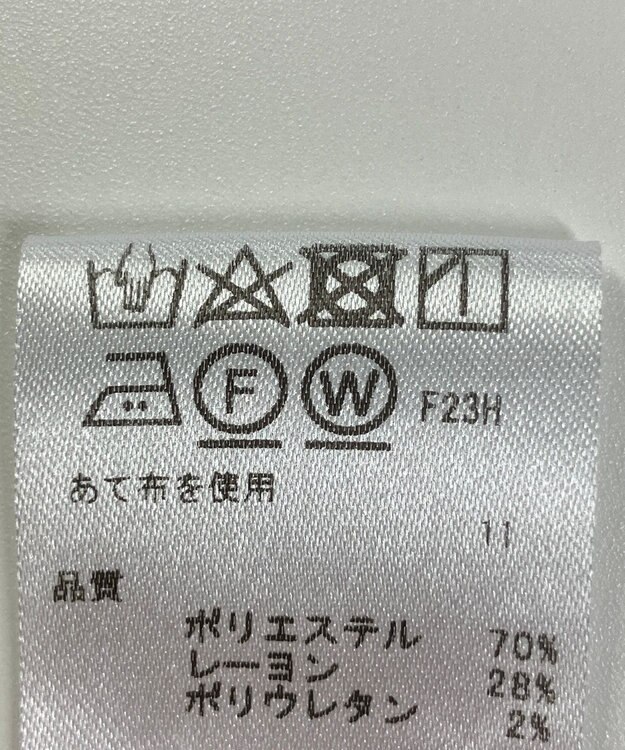 F W F23H
あて布を使用
11
品質
ポリエステル 70%
レーヨン 28%
ポリウレタン 2%